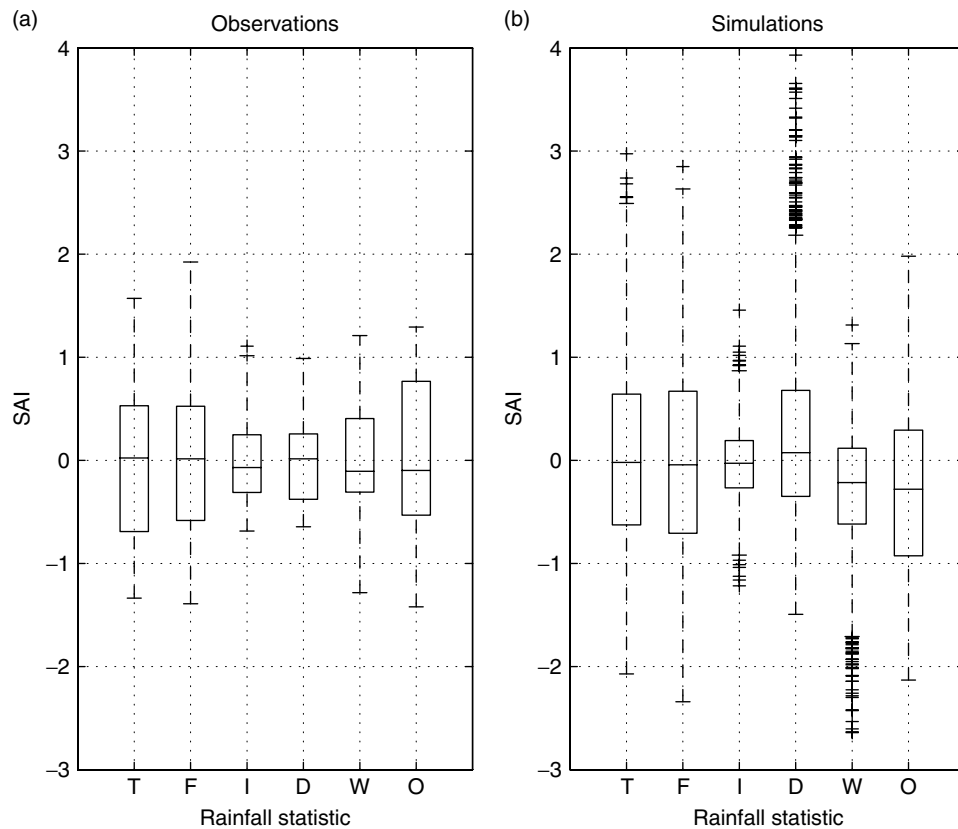 (a)
Observations
4
3
2
1
0
−1
−2
−3
SAI
T F I D W O
Rainfall statistic
(b)
Simulations
4
3
2
1
0
−1
−2
−3
SAI
T F I D W O
Rainfall statistic